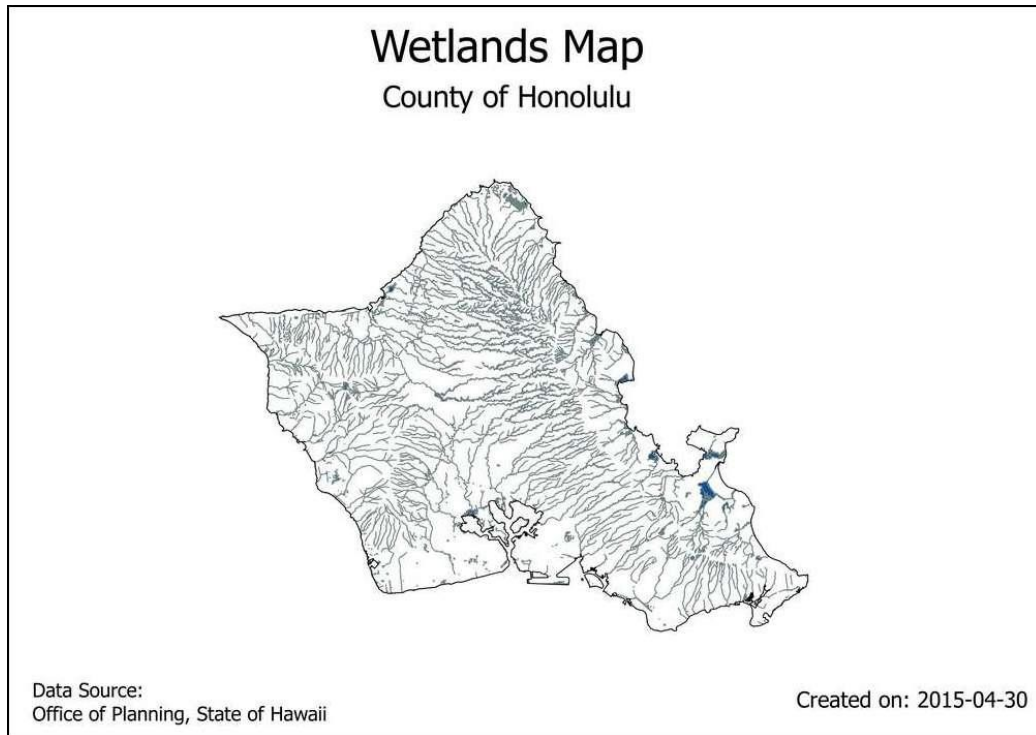 Wetlands Map
County of Honolulu
Data Source:
Office of Planning, State of Hawaii
Created on: 2015-04-30